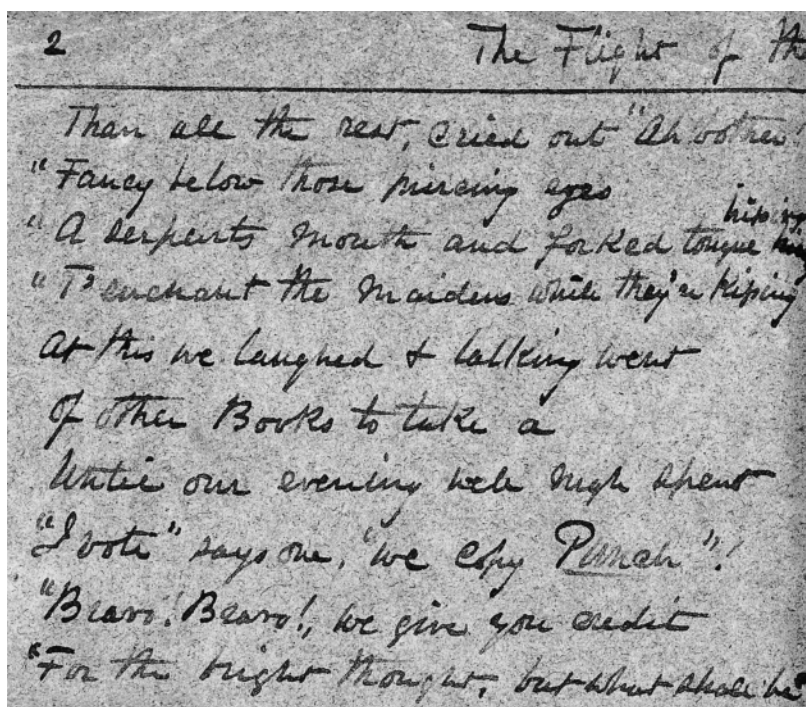 2 The Flight of th
Than all the rest, cried out "Ah bother!
"Fancy below those piercing eyes
hissing
"A serpents mouth and forked tongue
"T' enchant the Maidens while they're Kissing
At this we laughed & talking went
Of other Books to take a
Until our evening well nigh spent
"I vote" says one, "we copy Punch"!
"Bravo! Bravo!, we give you credit
"For the bright thought, but what shall be"